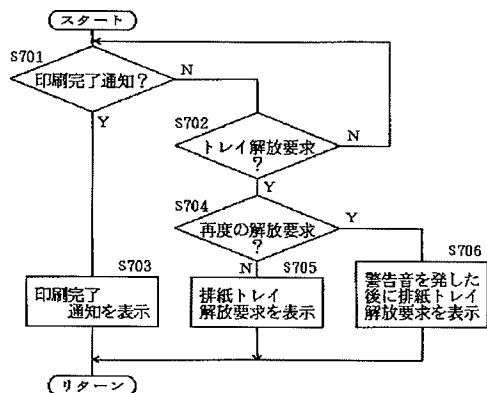 スタート
S701
印刷完了通知?
N
Y
S702
トレイ解放要求
?
N
Y
S704
再度の解放要求
?
Y
N
S703
印刷完了
通知を表示
S705
排紙トレイ
解放要求を表示
S706
警告音を発した
後に排紙トレイ
解放要求を表示
リターン